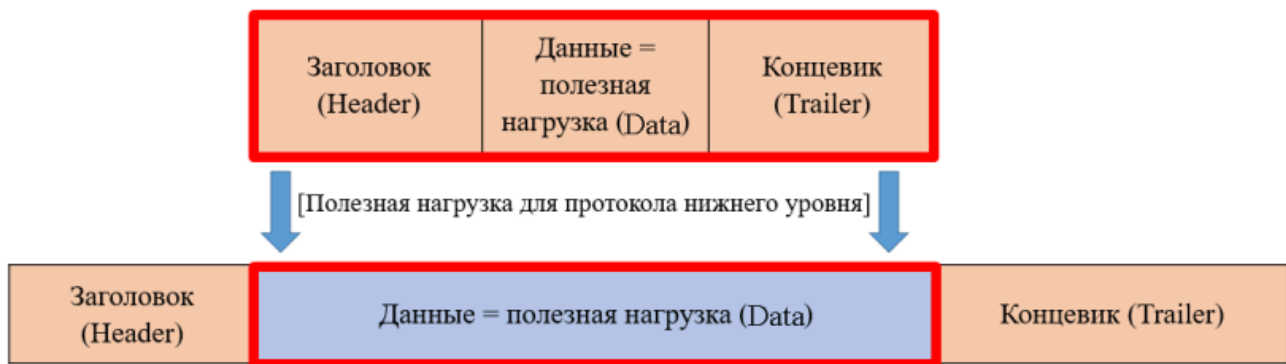 Заголовок
(Header)
Данные =
полезная
нагрузка (Data)
Концевик
(Trailer)
[Полезная нагрузка для протокола нижнего уровня]
Заголовок
(Header)
Данные = полезная нагрузка (Data)
Концевик (Trailer)